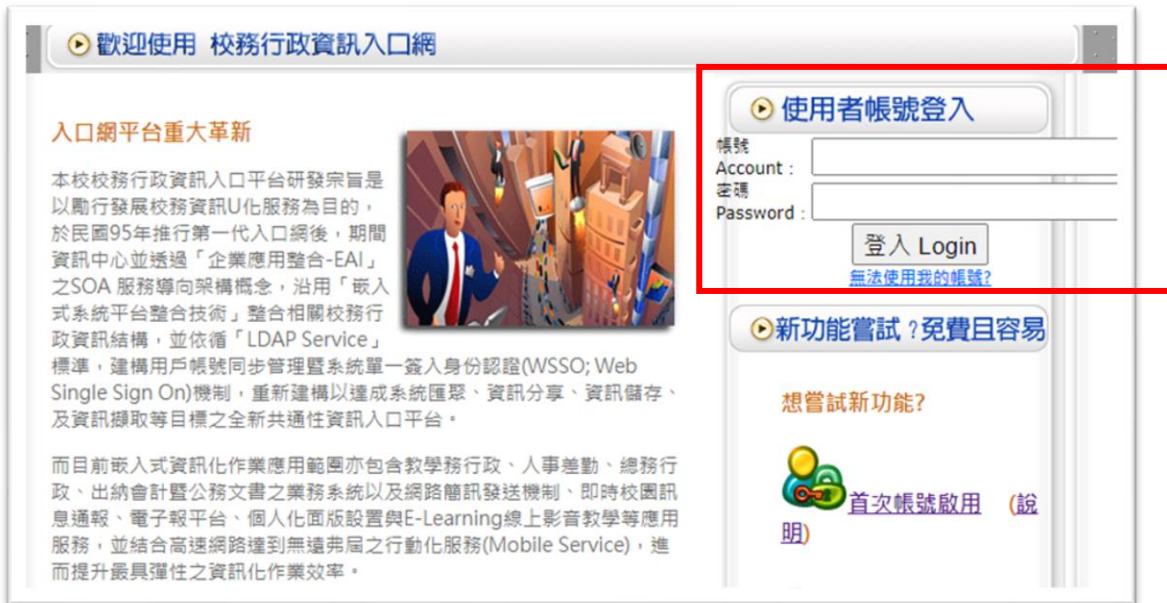 歡迎使用 校務行政資訊入口網
入口網平台重大革新
本校校務行政資訊入口平台研發宗旨是
以勵行發展校務資訊U化服務為目的，
於民國95年推行第一代入口網後，期間
資訊中心並透過「企業應用整合-EAI」
之SOA 服務導向架構概念，沿用「嵌入
式系統平台整合技術」整合相關校務行
政資訊結構，並依循「LDAP Service」
標準，建構用戶帳號同步管理暨系統單一簽入身份認證(WSSO; Web
Single Sign On)機制，重新建構以達成系統匯聚、資訊分享、資訊儲存、
及資訊擷取等目標之全新共通性資訊入口平台。
而目前嵌入式資訊化作業應用範圍亦包含教學務行政、人事差勤、總務行
政、出納會計暨公務文書之業務系統以及網路簡訊發送機制、即時校園訊
息通報、電子報平台、個人化面版設置與E-Learning線上影音教學等應用
服務，並結合高速網路達到無遠弗屆之行動化服務(Mobile Service)，進
而提升最具彈性之資訊化作業效率。
使用者帳號登入
帳號
Account :
密碼
Password :
登入 Login
無法使用我的帳號?
新功能嘗試？免費且容易
想嘗試新功能?
首次帳號啟用 (說
明)